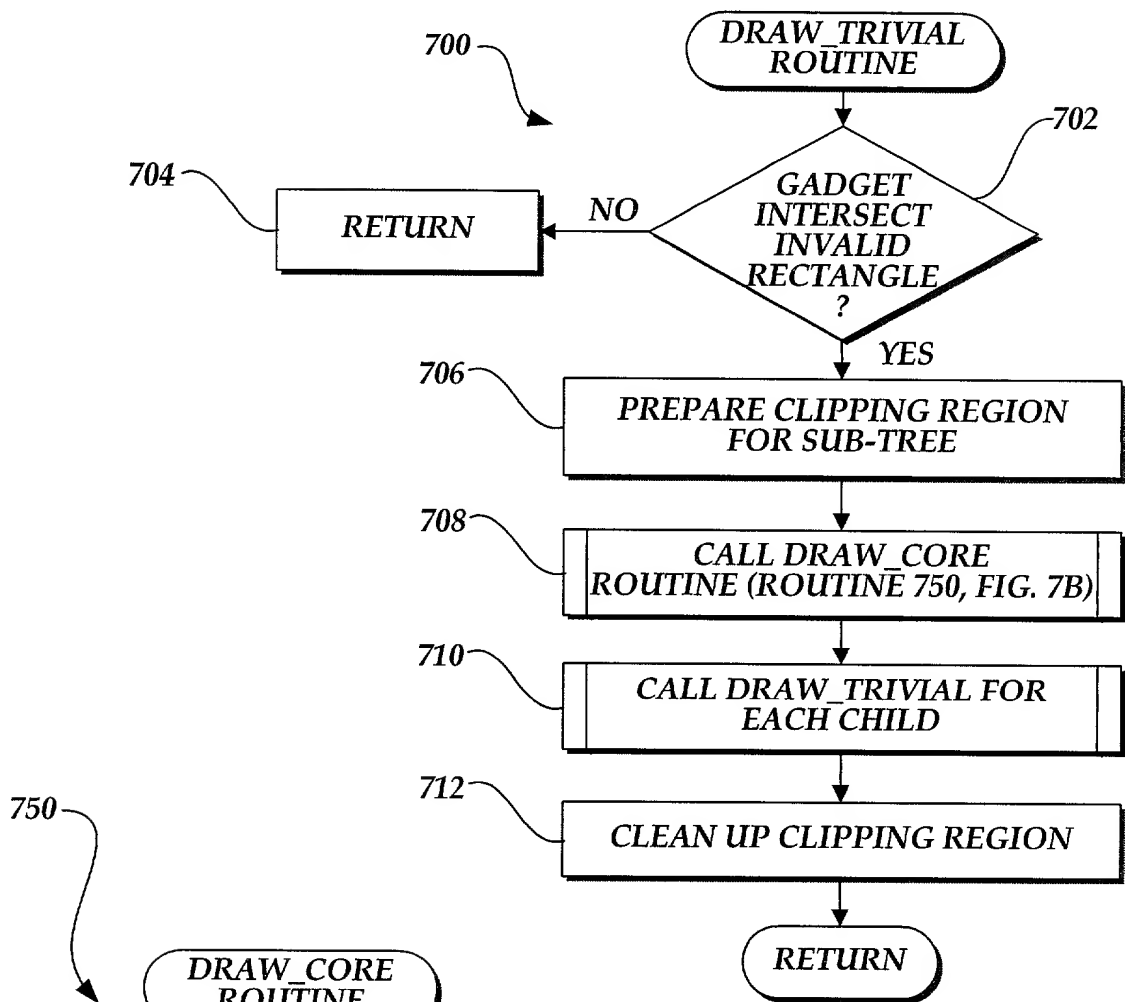 700
DRAW_TRIVIAL
ROUTINE
702
704
RETURN
NO
GADGET
INTERSECT
INVALID
RECTANGLE
?
YES
706
PREPARE CLIPPING REGION
FOR SUB-TREE
708
CALL DRAW_CORE
ROUTINE (ROUTINE 750, FIG. 7B)
710
CALL DRAW_TRIVIAL FOR
EACH CHILD
712
CLEAN UP CLIPPING REGION
RETURN
750
DRAW_CORE
ROUTINE